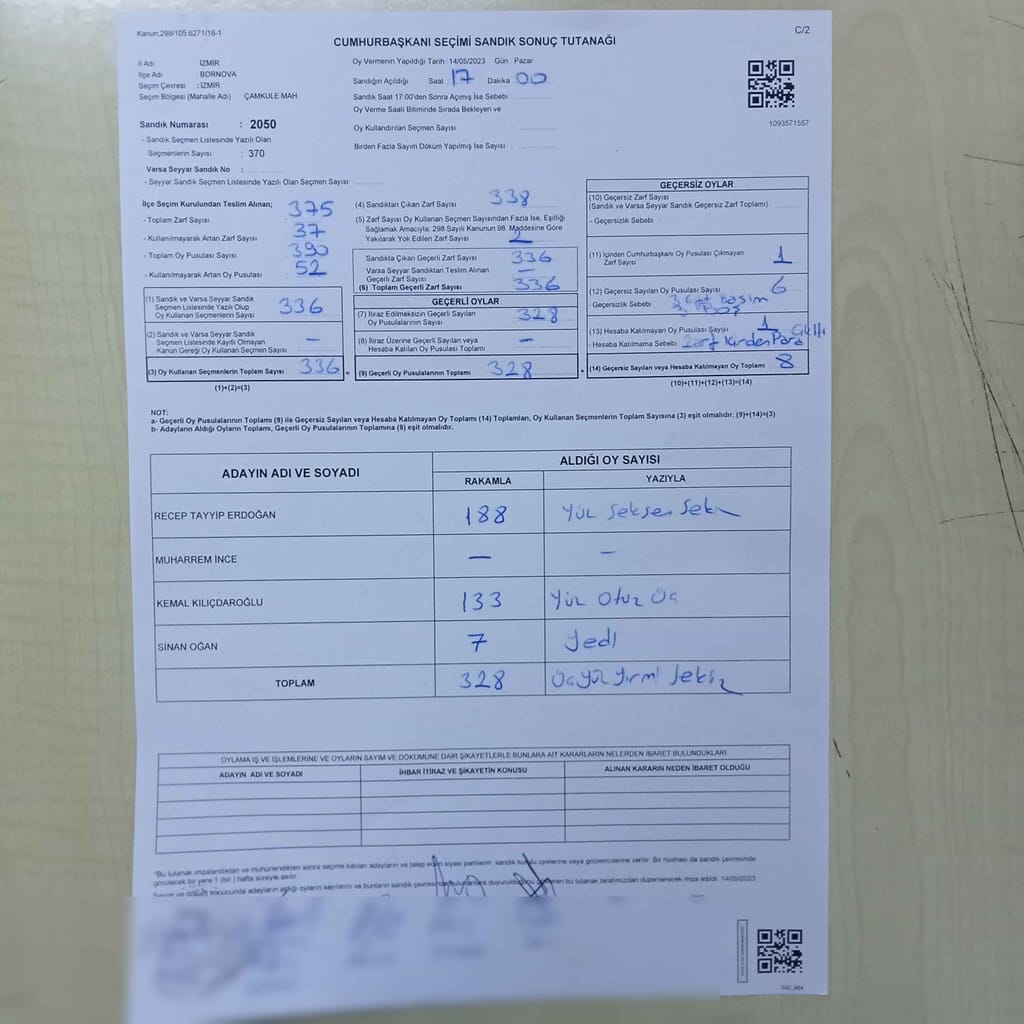 Kanun.298/105.6271/18-1
C/2
CUMHURBAŞKANI SEÇİMİ SANDIK SONUÇ TUTANAĞI
İl Adı İZMİR
İlçe Adı BORNOVA
Seçim Çevresi : İZMİR
Seçim Bölgesi (Mahalle Adı) ÇAMKULE MAH.
Sandık Numarası : 2050
- Sandık Seçmen Listesinde Yazılı Olan
Seçmenlerin Sayısı : 370
Varsa Seyyar Sandık No :
- Seyyar Sandık Seçmen Listesinde Yazılı Olan Seçmen Sayısı
Oy Vermenin Yapıldığı Tarih : 14/05/2023 Gün : Pazar
Sandığın Açıldığı Saat 17 Dakika 00
Sandık Saat 17:00'den Sonra Açmış İse Sebebi
Oy Verme Saati Bitiminde Sırada Bekleyen ve
Oy Kullandırılan Seçmen Sayısı
Birden Fazla Sayım Döküm Yapılmış İse Sayısı
1093571557
İlçe Seçim Kurulundan Teslim Alınan;
- Toplam Zarf Sayısı 375
- Kullanılmayarak Artan Zarf Sayısı 37
- Toplam Oy Pusulası Sayısı 390
- Kullanılmayarak Artan Oy Pusulası 52
(1) Sandık ve Varsa Seyyar Sandık
Seçmen Listesinde Yazılı Olup
Oy Kullanan Seçmenlerin Sayısı 336
(2) Sandık ve Varsa Seyyar Sandık
Seçmen Listesinde Kayıtlı Olmayan
Kanun Gereği Oy Kullanan Seçmen Sayısı –
(3) Oy Kullanan Seçmenlerin Toplam Sayısı 336
(1)+(2)=(3)
(4) Sandıktan Çıkan Zarf Sayısı 338
(5) Zarf Sayısı Oy Kullanan Seçmen Sayısından Fazla İse, Eşitliği
Sağlamak Amacıyla, 298 Sayılı Kanunun 98. Maddesine Göre
Yakılarak Yok Edilen Zarf Sayısı 2
Sandıkla Çıkan Geçerli Zarf Sayısı 336
Varsa Seyyar Sandıktan Teslim Alınan
Geçerli Zarf Sayısı –
(6) Toplam Geçerli Zarf Sayısı 336
GEÇERLİ OYLAR
(7) İtiraz Edilmeksizin Geçerli Sayılan
Oy Pusulalarının Sayısı 328
(8) İtiraz Üzerine Geçerli Sayılan veya
Hesaba Katılan Oy Pusulası Toplamı –
= (9) Geçerli Oy Pusulalarının Toplamı 328
GEÇERSİZ OYLAR
(10) Geçersiz Zarf Sayısı
(Sandık ve Varsa Seyyar Sandık Geçersiz Zarf Toplamı)
- Geçersizlik Sebebi
(11) İçinden Cumhurbaşkanı Oy Pusulası Çıkmayan
Zarf Sayısı 1
(12) Geçersiz Sayılan Oy Pusulası Sayısı 6
- Geçersizlik Sebebi 3 Çift Basim
3 Boş
(13) Hesaba Katılmayan Oy Pusulası Sayısı 1
- Hesaba Katılmama Sebebi Zarf İçirden Para Çıktı
+ (14) Geçersiz Sayılan veya Hesaba Katılmayan Oy Toplamı 8
(10)+(11)+(12)+(13)=(14)
NOT:
a- Geçerli Oy Pusulalarının Toplamı (9) ile Geçersiz Sayılan veya Hesaba Katılmayan Oy Toplamı (14) Toplamları, Oy Kullanan Seçmenlerin Toplam Sayısına (3) eşit olmalıdır. (9)+(14)=(3)
b- Adayların Aldığı Oyların Toplamı, Geçerli Oy Pusulalarının Toplamına (9) eşit olmalıdır.
ADAYIN ADI VE SOYADI ALDIĞI OY SAYISI
RAKAMLA YAZIYLA
RECEP TAYYİP ERDOĞAN 188 Yüz Seksen Sekiz
MUHARREM İNCE – –
KEMAL KILIÇDAROĞLU 133 Yüz Otuz Üç
SİNAN OĞAN 7 Yedi
TOPLAM 328 Üçyüz Yirmi Sekiz
OYLAMA İŞ VE İŞLEMLERİNE VE OYLARIN SAYIM VE DÖKÜMÜNE DAİR ŞİKAYETLERLE BUNLARA AİT KARARLARIN NELERDEN İBARET BULUNDUKLARI
ADAYIN ADI VE SOYADI İHBAR İTİRAZ VE ŞİKAYETİN KONUSU ALINAN KARARIN NEDEN İBARET OLDUĞU
"Bu tutanak imzalandıktan ve mühürlendikten sonra seçime katılan adayların ve talep eden siyasi partilerin sandık kurulu üyelerine veya gözlemcilerine verilir. Bir nüshası da sandık çevresinde
görülecek bir yere 1 (bir) hafta süreyle asılır.
Sayım ve döküm sonucunda adayların aldığı oyların sayılarını ve bunların sandık çevresinde bulunanlara duyurulduğunu gösteren bu tutanak tarafımızdan düzenlenerek imza edildi. 14/05/2023